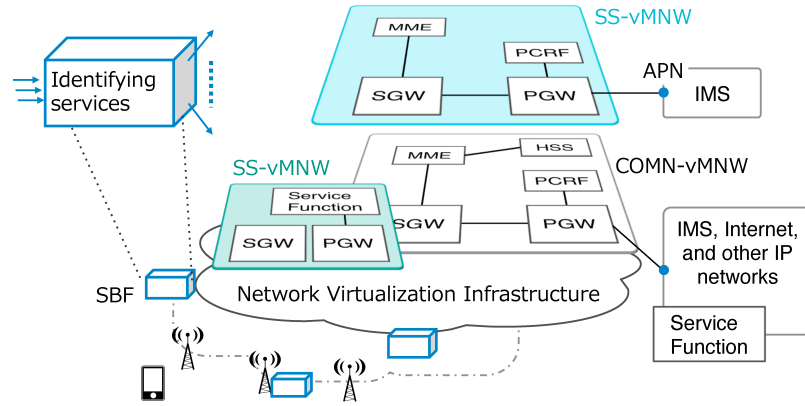 SS-vMNW
MME
PCRF
SGW
PGW
APN
IMS
Identifying
services
SS-vMNW
MME
HSS
COMN-vMNW
PCRF
SGW
PGW
Service
Function
SGW
PGW
IMS, Internet,
and other IP
networks
Service
Function
SBF
Network Virtualization Infrastructure